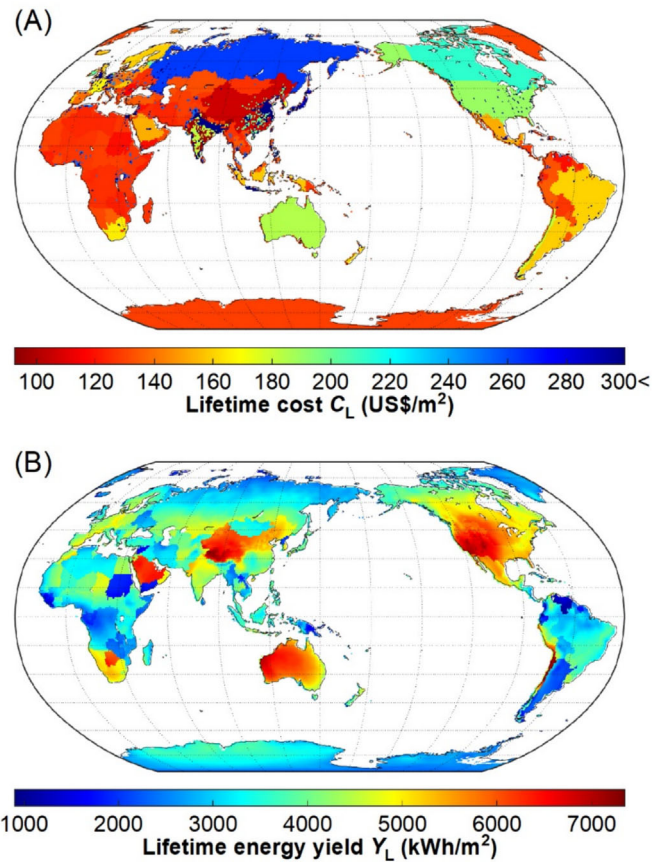 (A)
100 120 140 160 180 200 220 240 260 280 300<
Lifetime cost CL (US$/m²)
(B)
1000 2000 3000 4000 5000 6000 7000
Lifetime energy yield YL (kWh/m²)